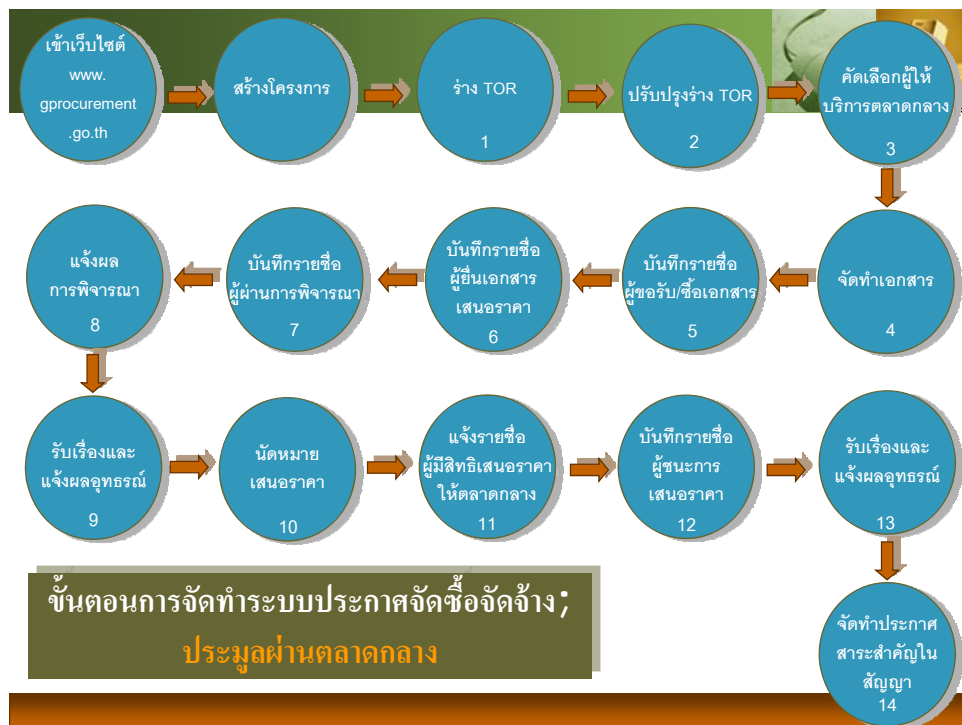 เข้าเว็บไซต์
www.
gprocurement
.go.th
สร้างโครงการ
ร่าง TOR
1
ปรับปรุงร่าง TOR
2
คัดเลือกผู้ให้
บริการตลาดกลาง
3
จัดทำเอกสาร
4
บันทึกรายชื่อ
ผู้ขอรับ/ซื้อเอกสาร
5
บันทึกรายชื่อ
ผู้ยื่นเอกสาร
เสนอราคา
6
บันทึกรายชื่อ
ผู้ผ่านการพิจารณา
7
แจ้งผล
การพิจารณา
8
รับเรื่องและ
แจ้งผลอุทธรณ์
9
นัดหมาย
เสนอราคา
10
แจ้งรายชื่อ
ผู้มีสิทธิเสนอราคา
ให้ตลาดกลาง
11
บันทึกรายชื่อ
ผู้ชนะการ
เสนอราคา
12
รับเรื่องและ
แจ้งผลอุทธรณ์
13
จัดทำประกาศ
สาระสำคัญใน
สัญญา
14
ขั้นตอนการจัดทำระบบประกาศจัดซื้อจัดจ้าง;
ประมูลผ่านตลาดกลาง